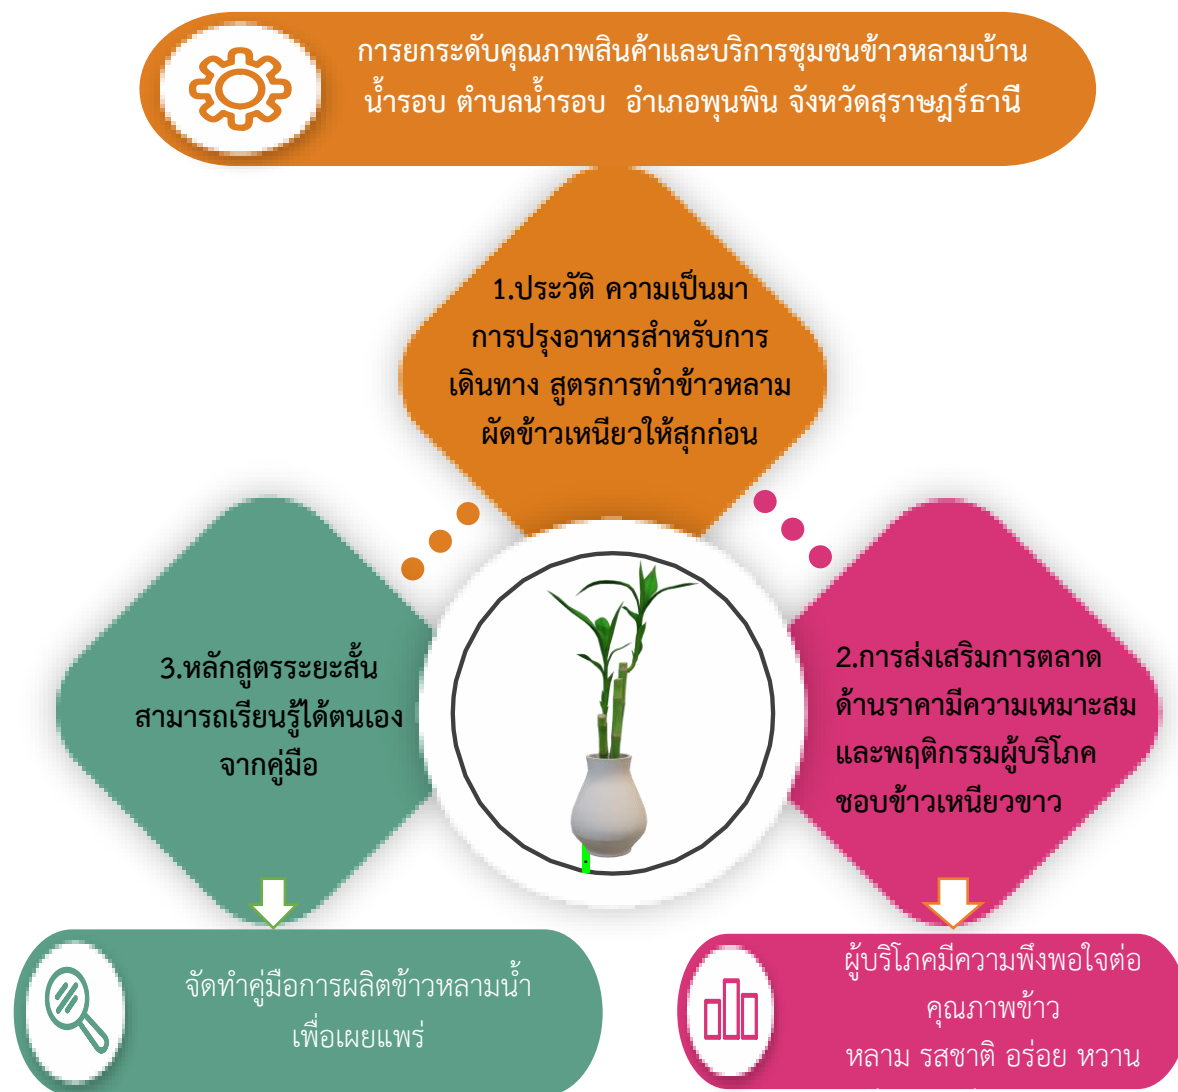 การยกระดับคุณภาพสินค้าและบริการชุมชนข้าวหลามบ้าน
น้ำรอบ ตำบลน้ำรอบ อำเภอพุนพิน จังหวัดสุราษฎร์ธานี
1.ประวัติ ความเป็นมา
การปรุงอาหารสำหรับการ
เดินทาง สูตรการทำข้าวหลาม
ผัดข้าวเหนียวให้สุกก่อน
3.หลักสูตรระยะสั้น
สามารถเรียนรู้ได้ตนเอง
จากคู่มือ
2.การส่งเสริมการตลาด
ด้านราคามีความเหมาะสม
และพฤติกรรมผู้บริโภค
ชอบข้าวเหนียวขาว
จัดทำคู่มือการผลิตข้าวหลามน้ำ
เพื่อเผยแพร่
ผู้บริโภคมีความพึงพอใจต่อ
คุณภาพข้าว
หลาม รสชาติ อร่อย หวาน